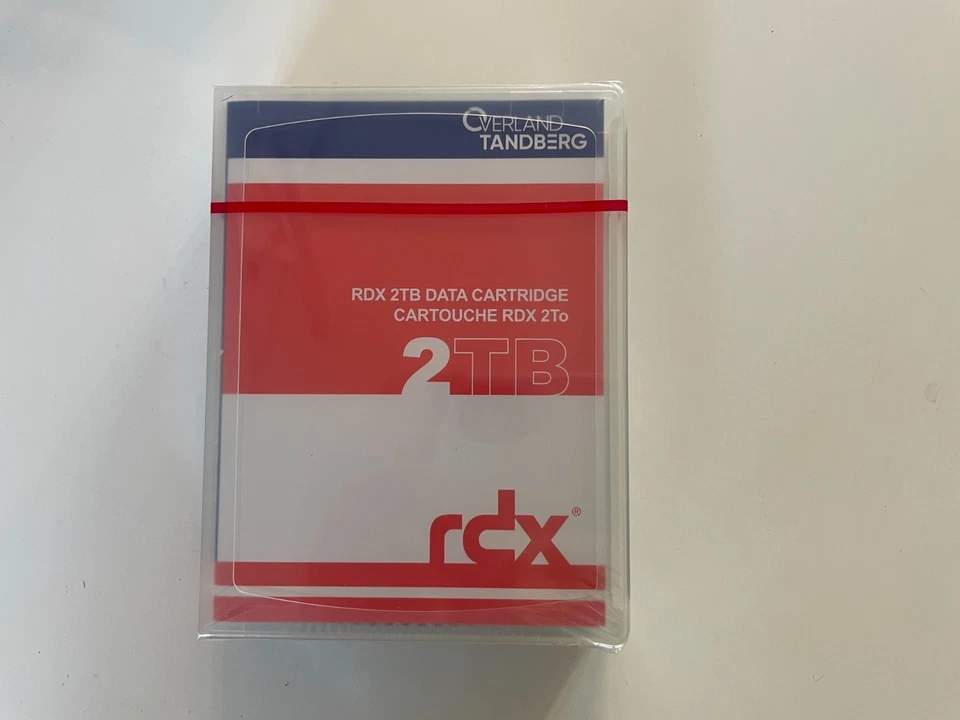 OVERLAND
TANDBERG
RDX 2TB DATA CARTRIDGE
CARTOUCHE RDX 2To
2TB
rdx®